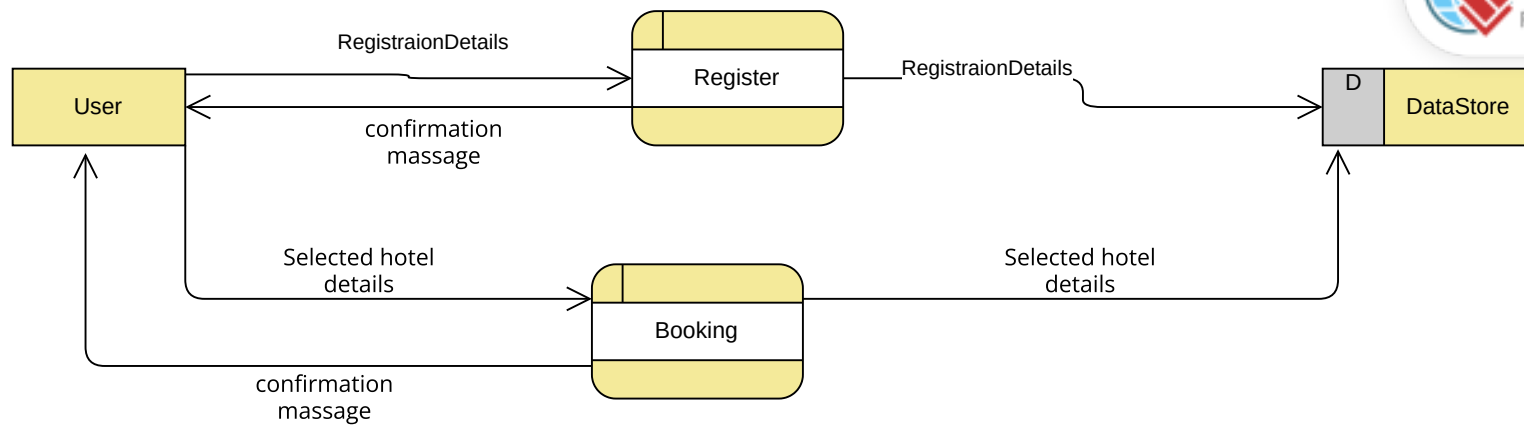 RegistraionDetails
Register
RegistraionDetails
D
DataStore
User
confirmation
massage
Selected hotel
details
Selected hotel
details
Booking
confirmation
massage